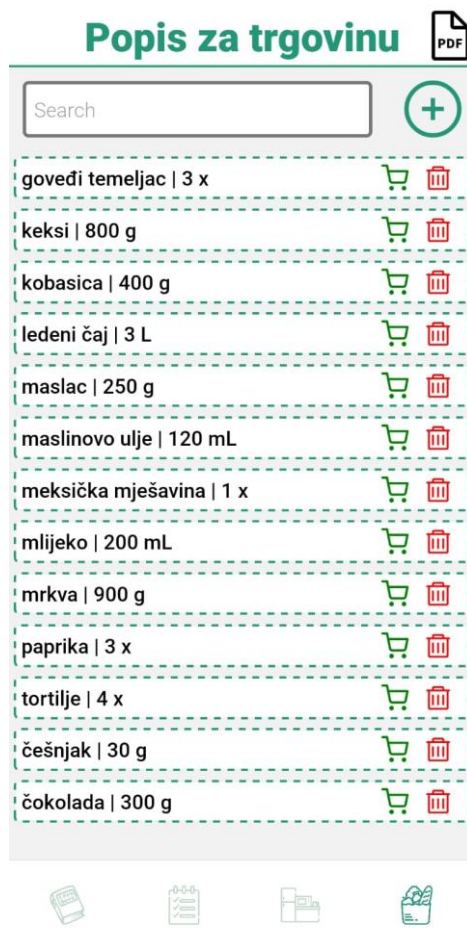 Popis za trgovinu
PDF
Search
goveđi temeljac | 3 x
keksi | 800 g
kobasica | 400 g
ledeni čaj | 3 L
maslac | 250 g
maslinovo ulje | 120 mL
meksička mješavina | 1 x
mlijeko | 200 mL
mrkva | 900 g
paprika | 3 x
tortilje | 4 x
češnjak | 30 g
čokolada | 300 g